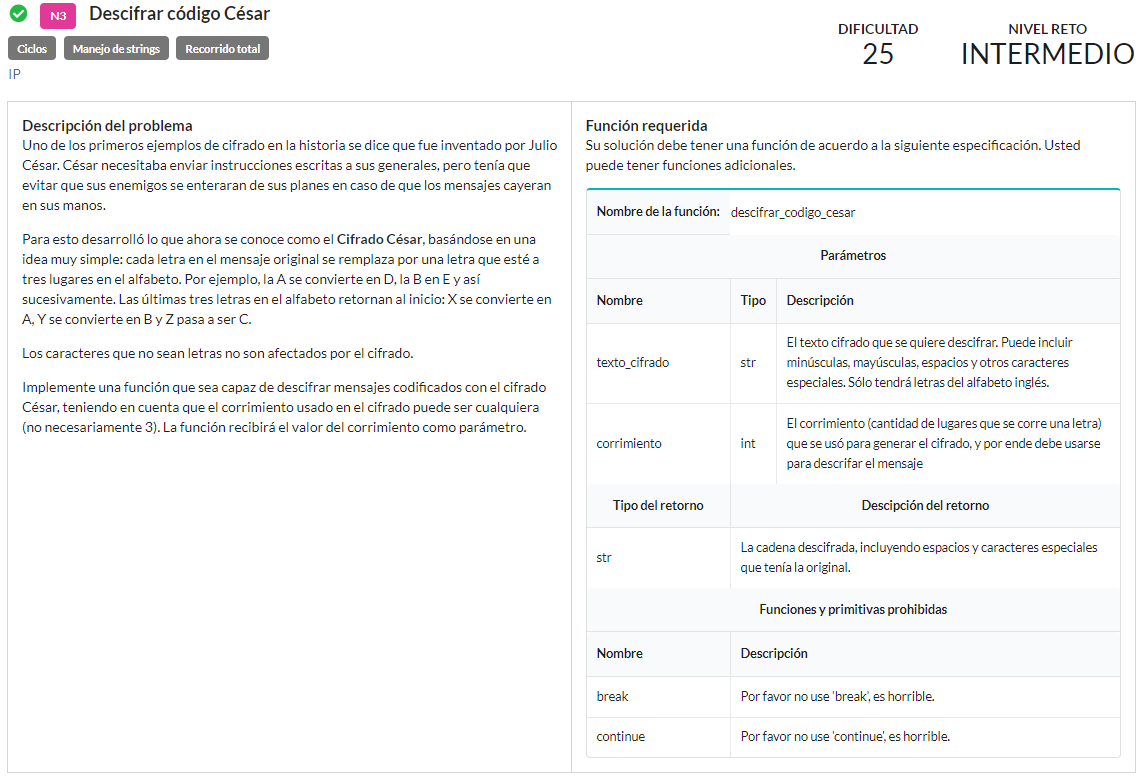 N3 Descifrar código César
Ciclos Manejo de strings Recorrido total
IP
DIFICULTAD
25
NIVEL RETO
INTERMEDIO
Descripción del problema
Uno de los primeros ejemplos de cifrado en la historia se dice que fue inventado por Julio
César. César necesitaba enviar instrucciones escritas a sus generales, pero tenía que
evitar que sus enemigos se enteraran de sus planes en caso de que los mensajes cayeran
en sus manos.
Para esto desarrolló lo que ahora se conoce como el Cifrado César, basándose en una
idea muy simple: cada letra en el mensaje original se remplaza por una letra que esté a
tres lugares en el alfabeto. Por ejemplo, la A se convierte en D, la B en E y así
sucesivamente. Las últimas tres letras en el alfabeto retornan al inicio: X se convierte en
A, Y se convierte en B y Z pasa a ser C.
Los caracteres que no sean letras no son afectados por el cifrado.
Implemente una función que sea capaz de descifrar mensajes codificados con el cifrado
César, teniendo en cuenta que el corrimiento usado en el cifrado puede ser cualquiera
(no necesariamente 3). La función recibirá el valor del corrimiento como parámetro.
Función requerida
Su solución debe tener una función de acuerdo a la siguiente especificación. Usted
puede tener funciones adicionales.
Nombre de la función: descifrar_codigo_cesar
Parámetros
Nombre Tipo Descripción
texto_cifrado str El texto cifrado que se quiere descifrar. Puede incluir
minúsculas, mayúsculas, espacios y otros caracteres
especiales. Sólo tendrá letras del alfabeto inglés.
corrimiento int El corrimiento (cantidad de lugares que se corre una letra)
que se usó para generar el cifrado, y por ende debe usarse
para descrifar el mensaje
Tipo del retorno Descipción del retorno
str La cadena descifrada, incluyendo espacios y caracteres especiales
que tenía la original.
Funciones y primitivas prohibidas
Nombre Descripción
break Por favor no use 'break', es horrible.
continue Por favor no use 'continue', es horrible.